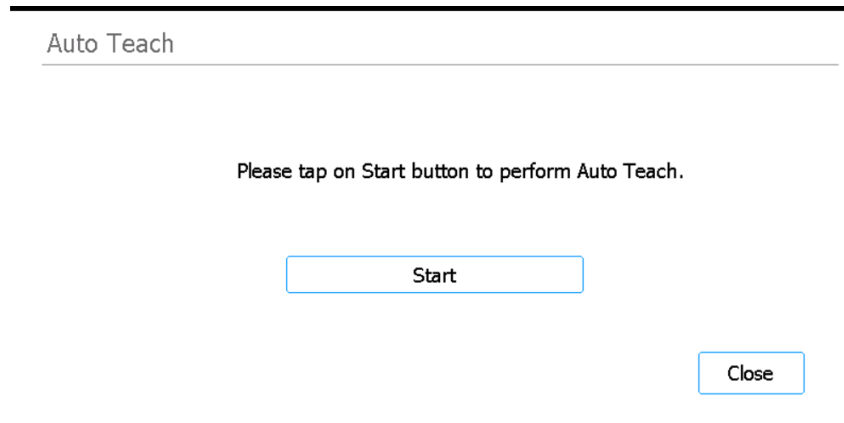 Auto Teach
Please tap on Start button to perform Auto Teach.
Start
Close